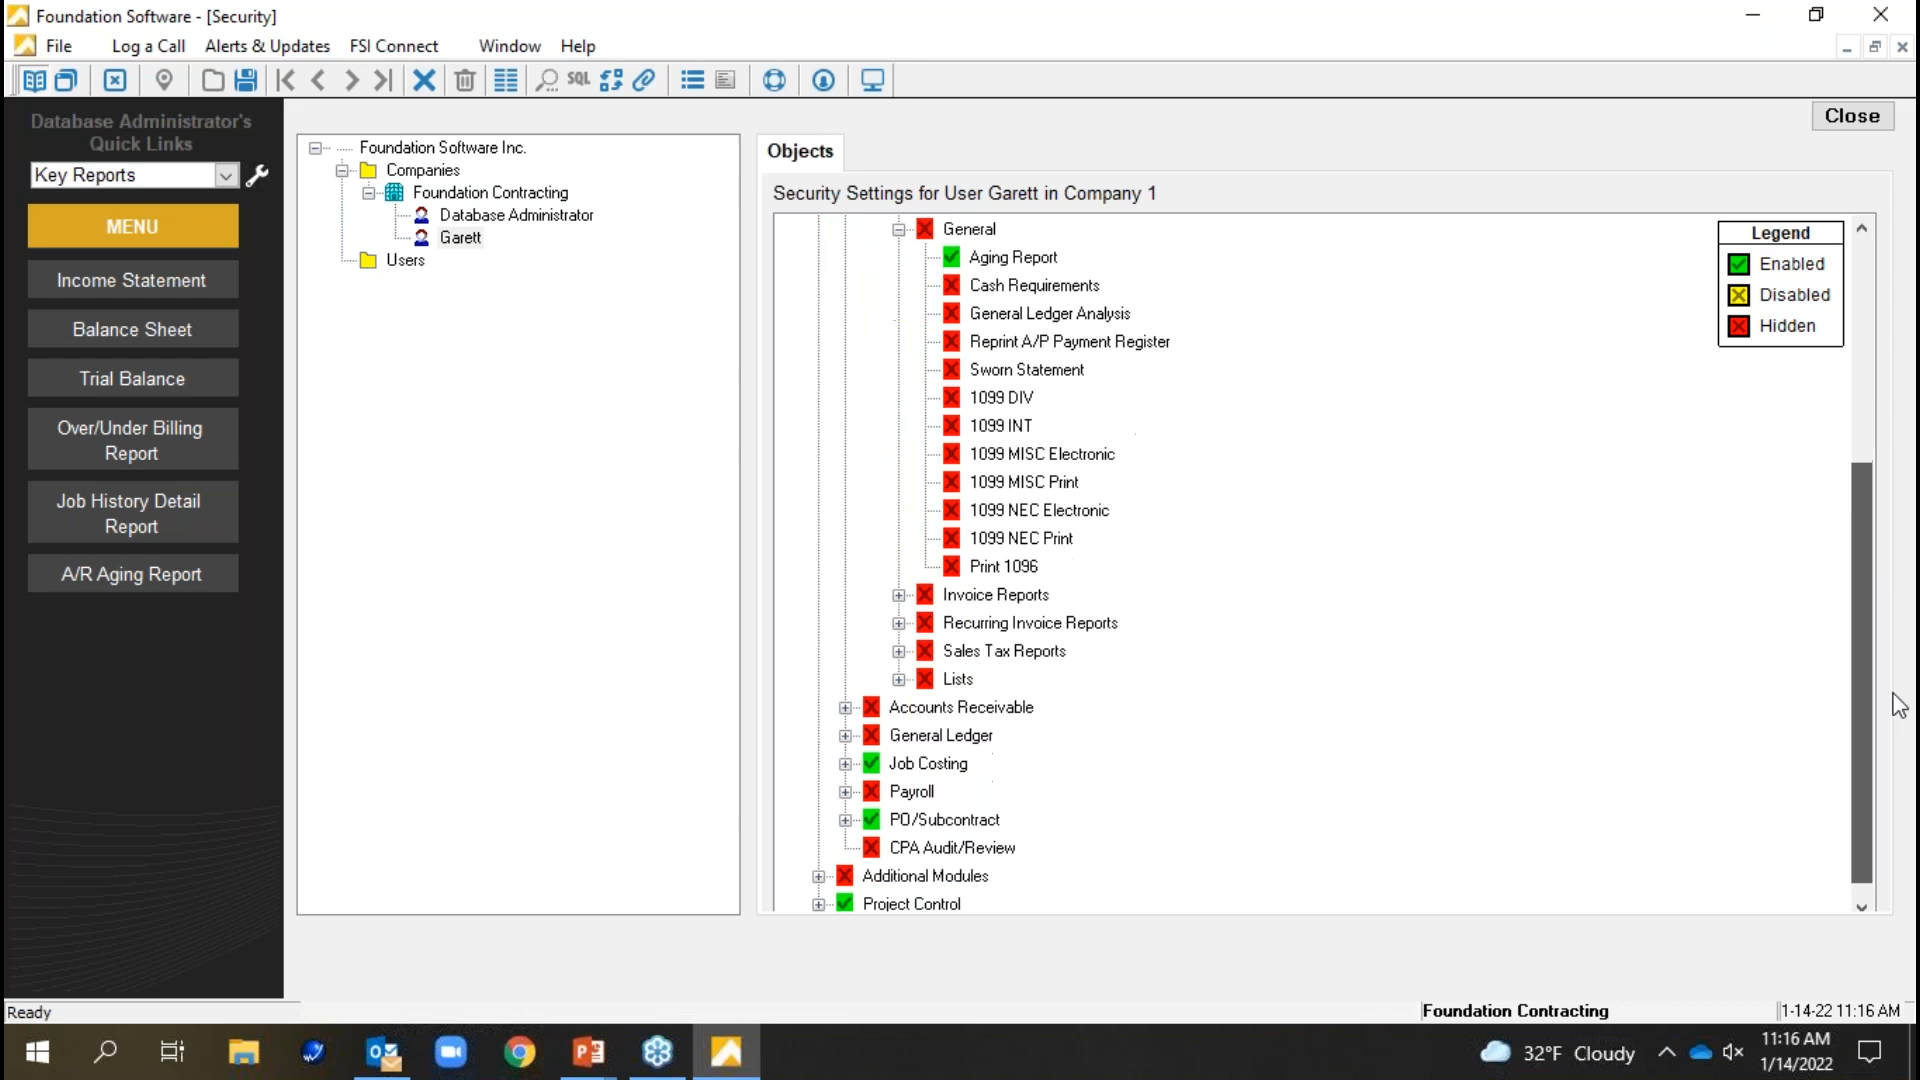 Foundation Software - [Security]
File Log a Call Alerts & Updates FSI Connect Window Help
SQL
Database Administrator's
Quick Links
Key Reports
MENU
Income Statement
Balance Sheet
Trial Balance
Over/Under Billing
Report
Job History Detail
Report
A/R Aging Report
Foundation Software Inc.
Companies
Foundation Contracting
Database Administrator
Garett
Users
Close
Objects
Security Settings for User Garett in Company 1
General
Aging Report
Cash Requirements
General Ledger Analysis
Reprint A/P Payment Register
Sworn Statement
1099 DIV
1099 INT
1099 MISC Electronic
1099 MISC Print
1099 NEC Electronic
1099 NEC Print
Print 1096
Invoice Reports
Recurring Invoice Reports
Sales Tax Reports
Lists
Accounts Receivable
General Ledger
Job Costing
Payroll
PO/Subcontract
CPA Audit/Review
Additional Modules
Project Control
Legend
Enabled
Disabled
Hidden
Ready
Foundation Contracting
1-14-22 11:16 AM
32°F Cloudy
11:16 AM
1/14/2022